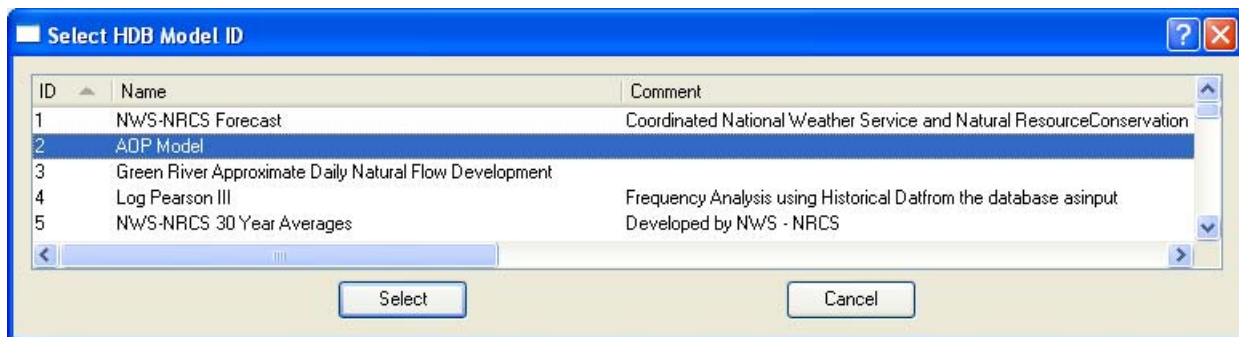 Select HDB Model ID
ID Name Comment
1 NWS-NRCS Forecast Coordinated National Weather Service and Natural ResourceConservation
2 AOP Model
3 Green River Approximate Daily Natural Flow Development
4 Log Pearson III Frequency Analysis using Historical Datfrom the database asinput
5 NWS-NRCS 30 Year Averages Developed by NWS - NRCS
Select Cancel